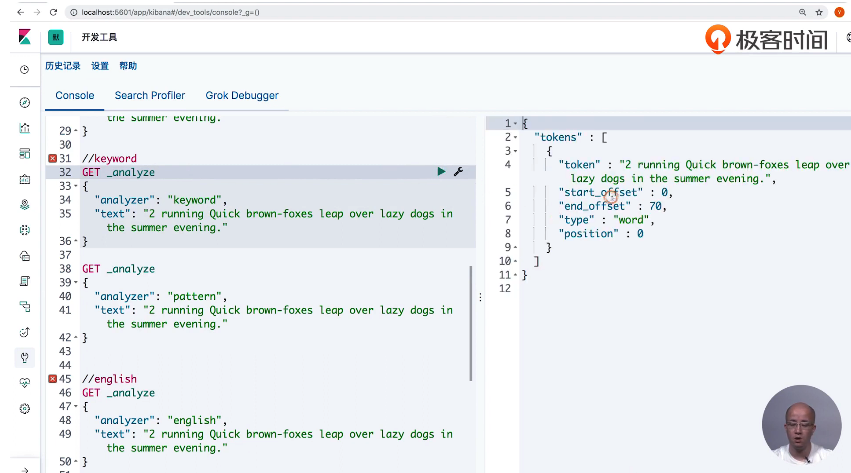 localhost:5601/app/kibana#/dev_tools/console?_g=()
默
开发工具
极客时间
历史记录 设置 帮助
Console Search Profiler Grok Debugger
the summer evening."
29 }
30
31 //keyword
32 GET _analyze
33 {
34 "analyzer": "keyword",
35 "text": "2 running Quick brown-foxes leap over lazy dogs in
the summer evening."
36 }
37
38 GET _analyze
39 {
40 "analyzer": "pattern",
41 "text": "2 running Quick brown-foxes leap over lazy dogs in
the summer evening."
42 }
43
44
45 //english
46 GET _analyze
47 {
48 "analyzer": "english",
49 "text": "2 running Quick brown-foxes leap over lazy dogs in
the summer evening."
50 }
1 {
2 "tokens" : [
3 {
4 "token" : "2 running Quick brown-foxes leap over
lazy dogs in the summer evening.",
5 "start_offset" : 0,
6 "end_offset" : 70,
7 "type" : "word",
8 "position" : 0
9 }
10 ]
11 }
12